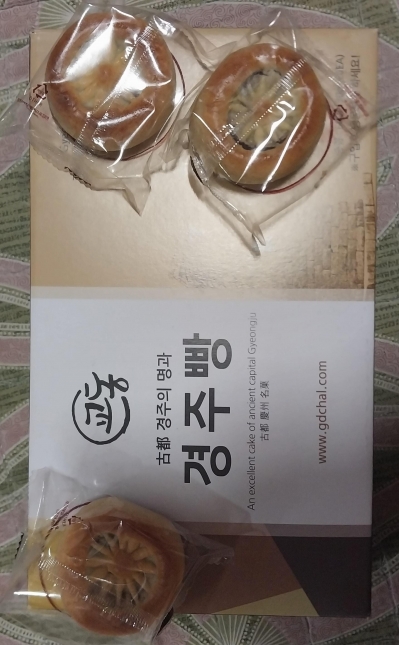 교동
古都 경주의 명과
경주빵
An excellent cake of ancient capital Gyeongju
古都 慶州 名菓
www.gdchal.com